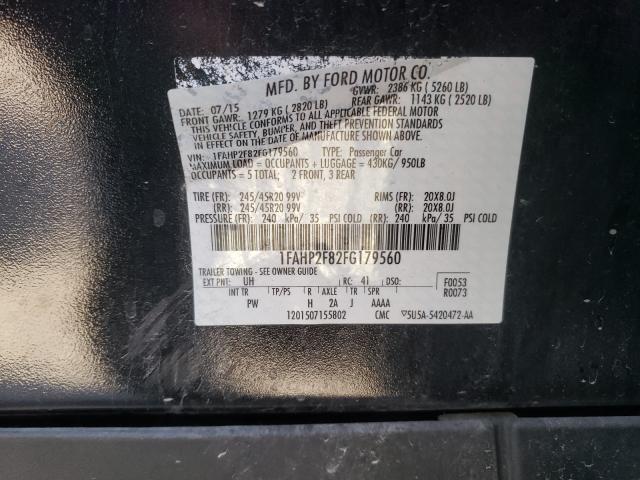 MFD. BY FORD MOTOR CO.
07/15 GVWR: 2386 KG ( 5260 LB)
FRONT GAWR: 1279 KG ( 2820 LB) REAR GAWR: 1143 KG ( 2520 LB)
THIS VEHICLE CONFORMS TO ALL APPLICABLE FEDERAL MOTOR
VEHICLE SAFETY, BUMPER, AND THEFT PREVENTION STANDARDS
IN EFFECT ON THE DATE OF MANUFACTURE SHOWN ABOVE.
VIN: 1FAHP2F82FG179560 TYPE: Passenger Car
MAXIMUM LOAD = OCCUPANTS + LUGGAGE = 430KG/ 950LB
OCCUPANTS = 5 TOTAL: 2 FRONT, 3 REAR
TIRE (FR): 245/45R20 99V RIMS (FR): 20X8.0J
(RR): 245/45R20 99V (RR): 20X8.0J
PRESSURE (FR): 240 kPa/ 35 PSI COLD (RR): 240 kPa/ 35 PSI COLD
1FAHP2F82FG179560
TRAILER TOWING - SEE OWNER GUIDE
EXT PNT: UH RC: 41 DSO: F0053
INT TR TP/PS R AXLE TR SPR R0073
PW H 2A J AAAA
1201507155802 CMC 5U5A-5420472-AA